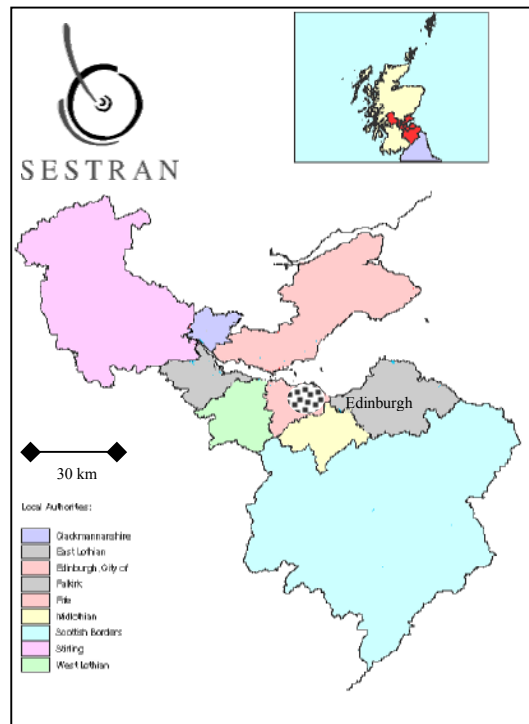 SESTRAN
Edinburgh
30 km
Local Authorities:
Clackmannanshire
East Lothian
Edinburgh, City of
Falkirk
Fife
Midlothian
Scottish Borders
Stirling
West Lothian